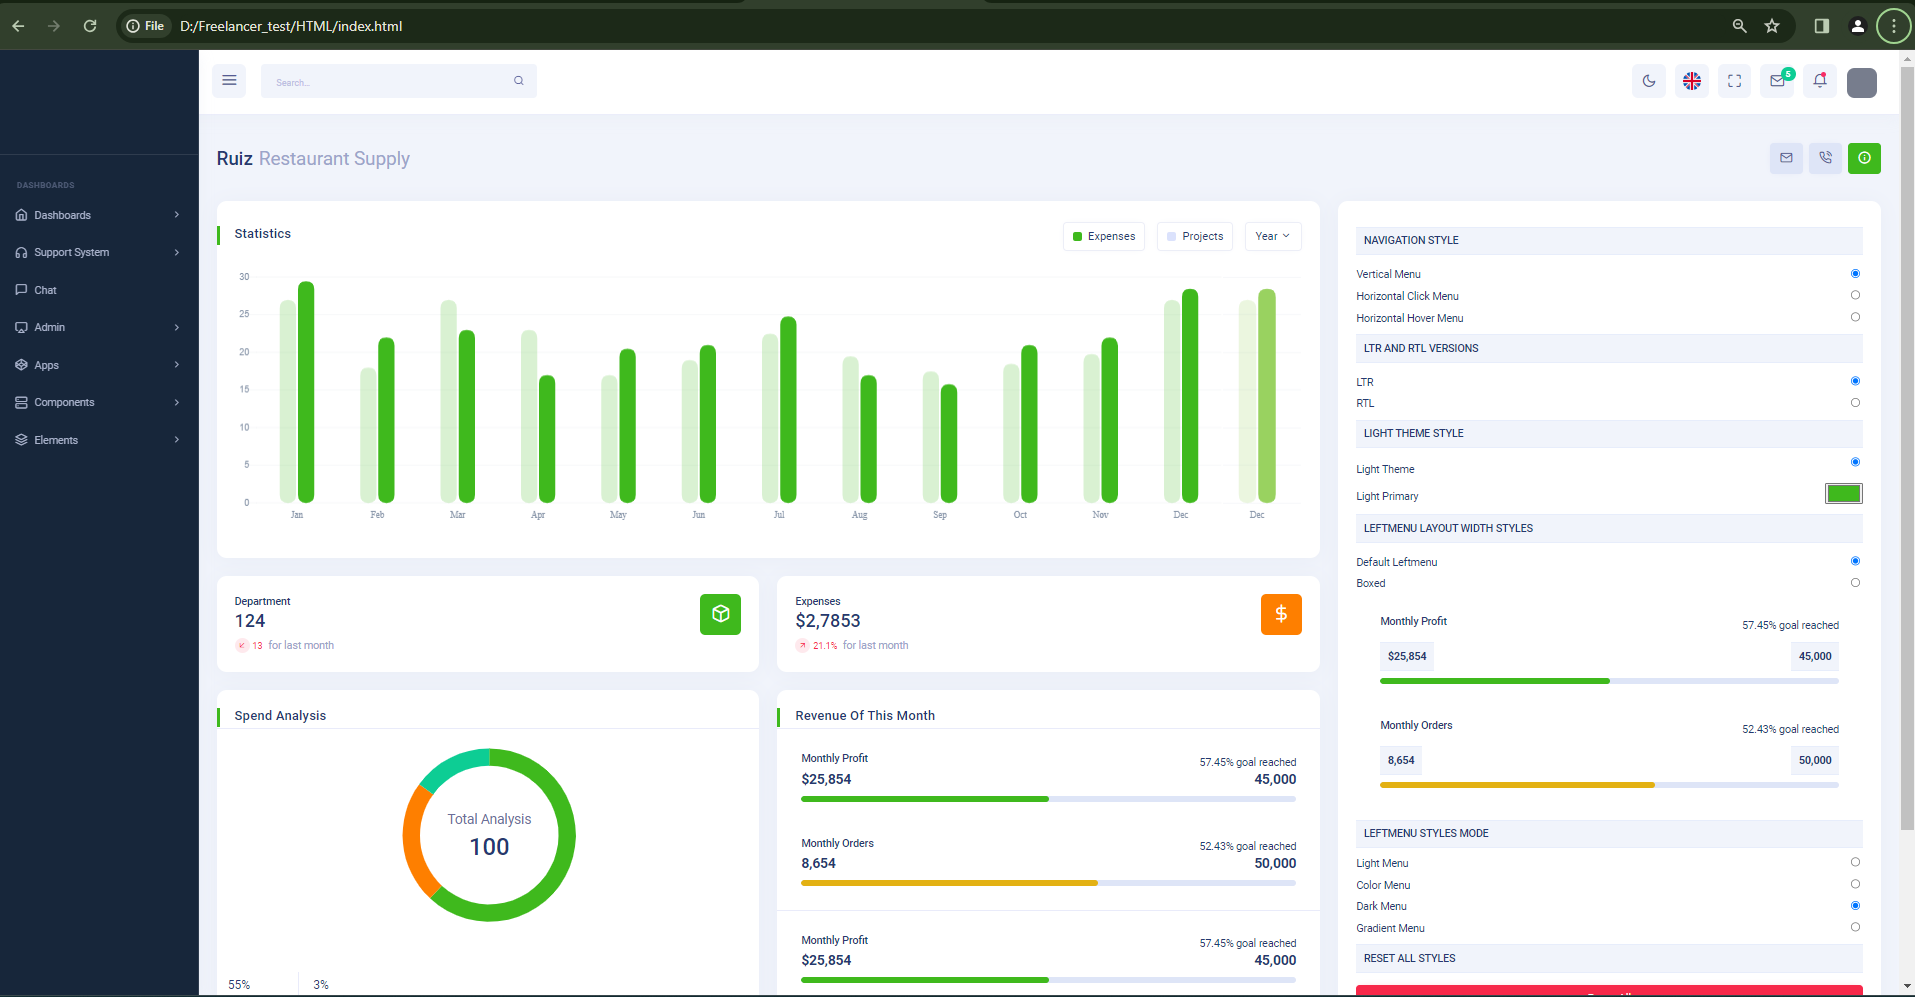 File D:/Freelancer_test/HTML/index.html
Search...
5
Ruiz Restaurant Supply
DASHBOARDS
Dashboards
Support System
Chat
Admin
Apps
Components
Elements
Statistics
Expenses Projects Year
30
25
20
15
10
5
0
Jan Feb Mar Apr May Jun Jul Aug Sep Oct Nov Dec Dec
Department
124
13 for last month
Expenses
$2,7853
$
21.1% for last month
Spend Analysis
Total Analysis
100
55% 3%
Revenue Of This Month
Monthly Profit 57.45% goal reached
$25,854 45,000
Monthly Orders 52.43% goal reached
8,654 50,000
Monthly Profit 57.45% goal reached
$25,854 45,000
NAVIGATION STYLE
Vertical Menu
Horizontal Click Menu
Horizontal Hover Menu
LTR AND RTL VERSIONS
LTR
RTL
LIGHT THEME STYLE
Light Theme
Light Primary
LEFTMENU LAYOUT WIDTH STYLES
Default Leftmenu
Boxed
Monthly Profit 57.45% goal reached
$25,854 45,000
Monthly Orders 52.43% goal reached
8,654 50,000
LEFTMENU STYLES MODE
Light Menu
Color Menu
Dark Menu
Gradient Menu
RESET ALL STYLES